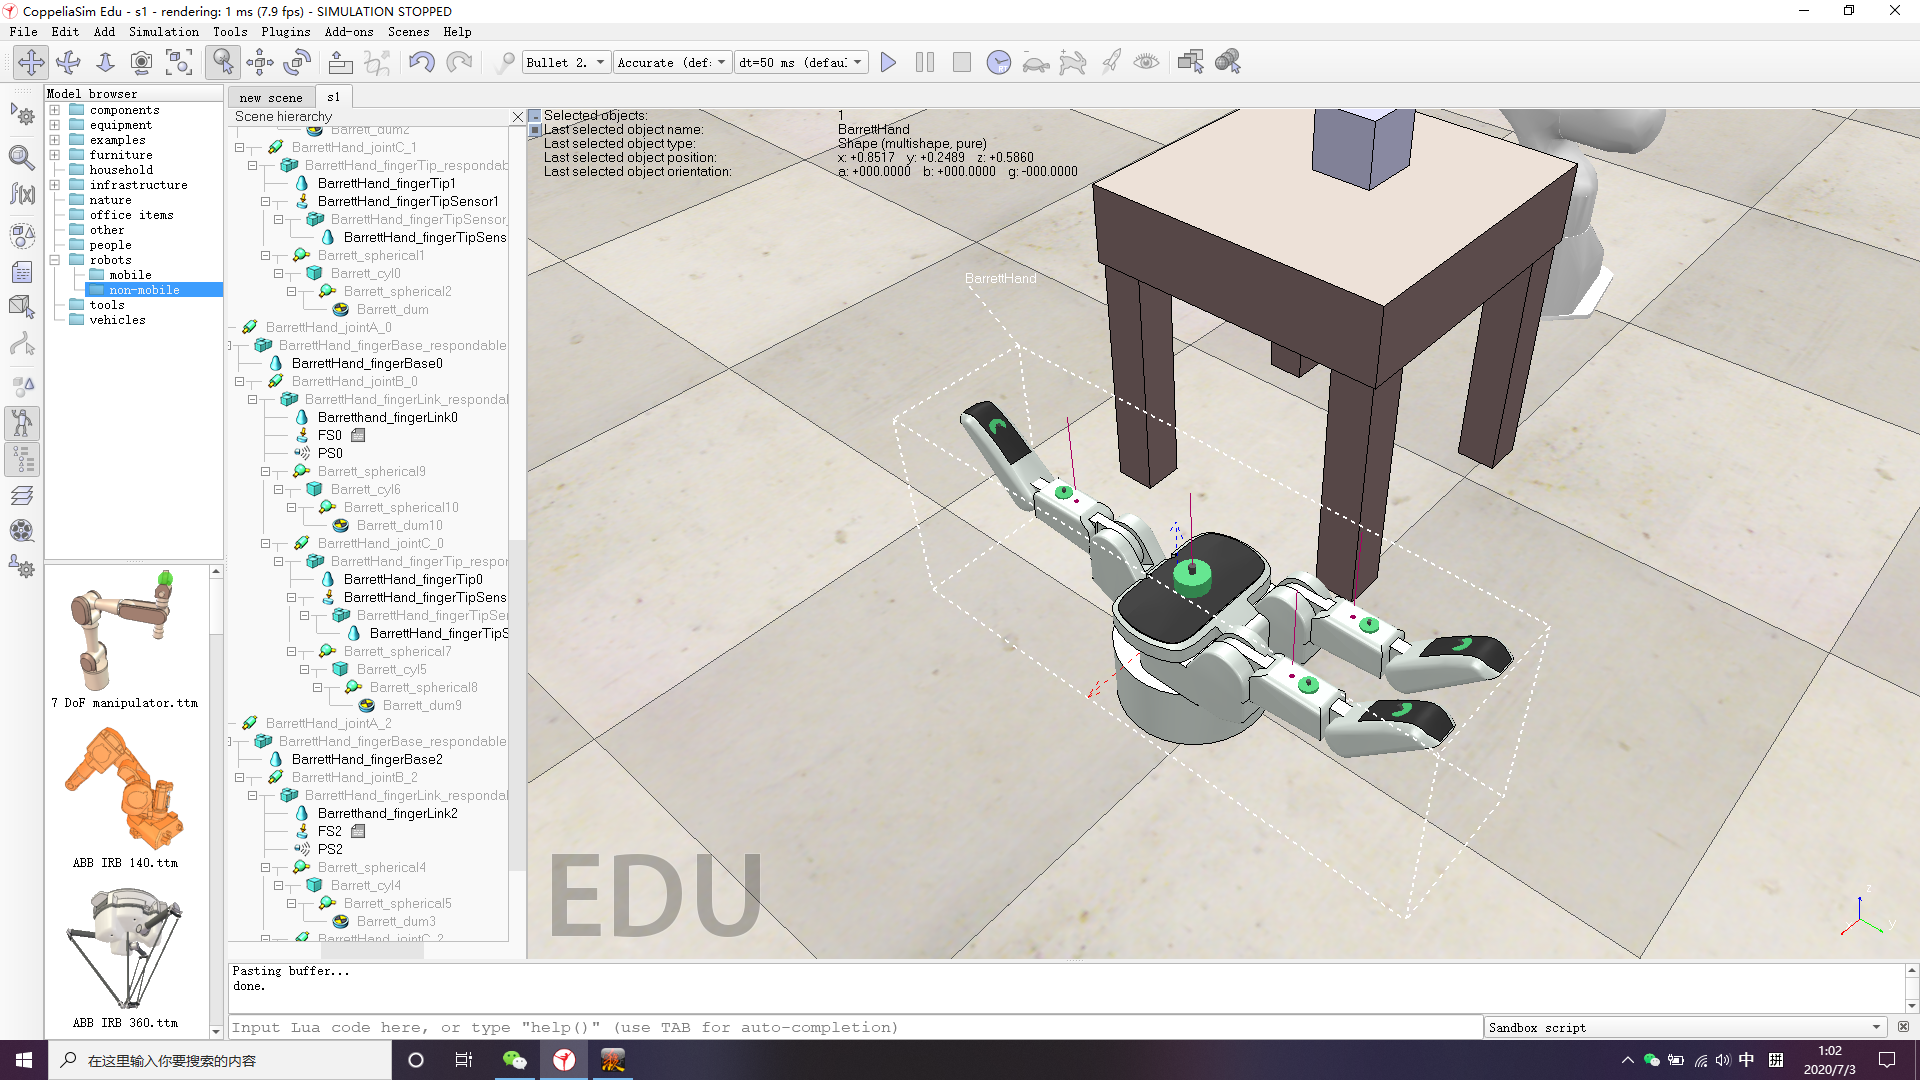 CoppeliaSim Edu - s1 - rendering: 1 ms (7.9 fps) - SIMULATION STOPPED
File Edit Add Simulation Tools Plugins Add-ons Scenes Help
Bullet 2. Accurate (def: dt=50 ms (defau:
Model browser
components
equipment
examples
furniture
household
infrastructure
nature
office items
other
people
robots
mobile
non-mobile
tools
vehicles
7 DoF manipulator.ttm
ABB IRB 140.ttm
ABB IRB 360.ttm
new scene s1
Scene hierarchy
Barrett_dum2
BarrettHand_jointC_1
BarrettHand_fingerTip_respondab
BarrettHand_fingerTip1
BarrettHand_fingerTipSensor1
BarrettHand_fingerTipSensor_
BarrettHand_fingerTipSens
Barrett_spherical1
Barrett_cyl0
Barrett_spherical2
Barrett_dum
BarrettHand_jointA_0
BarrettHand_fingerBase_respondable
BarrettHand_fingerBase0
BarrettHand_jointB_0
BarrettHand_fingerLink_respondal
Barretthand_fingerLink0
FS0
PS0
Barrett_spherical9
Barrett_cyl6
Barrett_spherical10
Barrett_dum10
BarrettHand_jointC_0
BarrettHand_fingerTip_respor
BarrettHand_fingerTip0
BarrettHand_fingerTipSens
BarrettHand_fingerTipSer
BarrettHand_fingerTipS
Barrett_spherical7
Barrett_cyl5
Barrett_spherical8
Barrett_dum9
BarrettHand_jointA_2
BarrettHand_fingerBase_respondable
BarrettHand_fingerBase2
BarrettHand_jointB_2
BarrettHand_fingerLink_respondal
Barretthand_fingerLink2
FS2
PS2
Barrett_spherical4
Barrett_cyl4
Barrett_spherical5
Barrett_dum3
BarrettHand_jointC_2
Selected objects: 1
Last selected object name: BarrettHand
Last selected object type: Shape (multishape, pure)
Last selected object position: x: +0.8517 y: +0.2489 z: +0.5860
Last selected object orientation: a: +000.0000 b: +000.0000 g: -000.0000
BarrettHand
EDU
z
y
Pasting buffer...
done.
Input Lua code here, or type "help()" (use TAB for auto-completion)
Sandbox script
在这里输入你要搜索的内容
中
1:02
2020/7/3